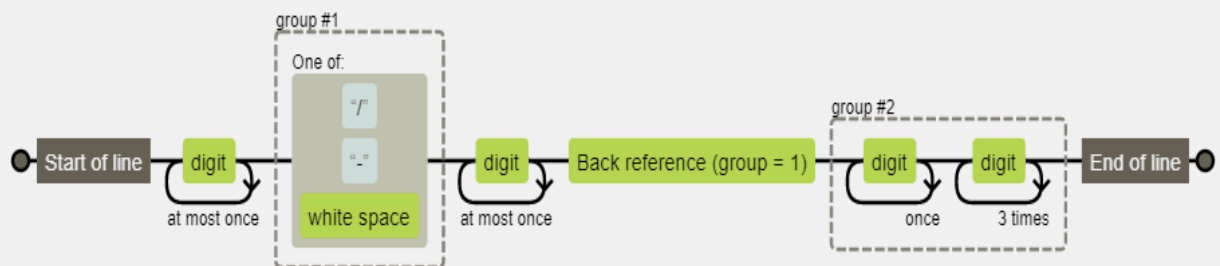 group #1
One of:
"/"
"-"
white space
Start of line
digit
at most once
digit
at most once
Back reference (group = 1)
group #2
digit
once
digit
3 times
End of line